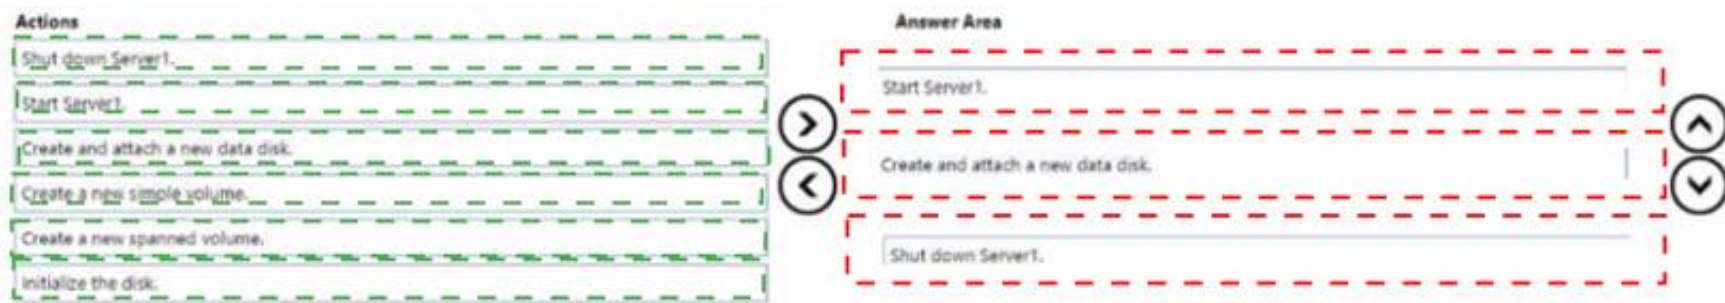 Actions
Shut down Server1.
Start Server1.
Create and attach a new data disk.
Create a new simple volume.
Create a new spanned volume.
Initialize the disk.
Answer Area
Start Server1.
Create and attach a new data disk.
Shut down Server1.